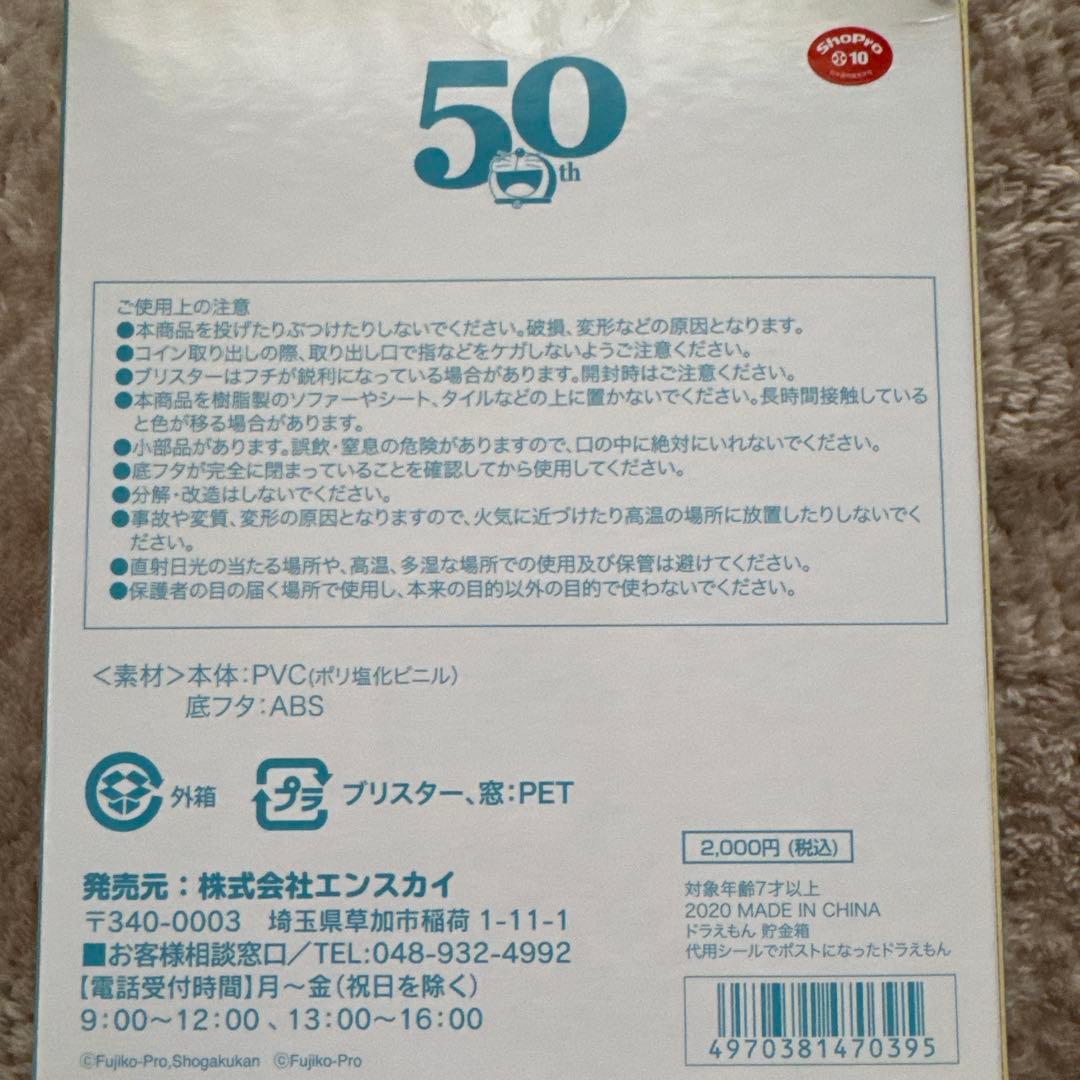 50th
ShoPro
10
ご使用上の注意
●本商品を投げたりぶつけたりしないでください。破損、変形などの原因となります。
●コイン取り出しの際、取り出し口で指などをケガしないようご注意ください。
●ブリスターはフチが鋭利になっている場合があります。開封時はご注意ください。
●本商品を樹脂製のソファーやシート、タイルなどの上に置かないでください。長時間接触している
と色が移る場合があります。
●小部品があります。誤飲・窒息の危険がありますので、口の中に絶対にいれないでください。
●底フタが完全に閉まっていることを確認してから使用してください。
●分解・改造はしないでください。
●事故や変質、変形の原因となりますので、火気に近づけたり高温の場所に放置したりしないでく
ださい。
●直射日光の当たる場所や、高温、多湿な場所での使用及び保管は避けてください。
●保護者の目の届く場所で使用し、本来の目的以外の目的で使わないでください。
＜素材＞本体：PVC(ポリ塩化ビニル)
底フタ：ABS
外箱
プラ
ブリスター、窓：PET
2,000円 (税込)
発売元：株式会社エンスカイ
〒340-0003 埼玉県草加市稲荷 1-11-1
■お客様相談窓口／TEL:048-932-4992
【電話受付時間】月～金(祝日を除く)
9:00～12:00 、13:00～16:00
©Fujiko-Pro,Shogakukan ©Fujiko-Pro
対象年齢7才以上
2020 MADE IN CHINA
ドラえもん 貯金箱
代用シールでポストになったドラえもん
4970381470395